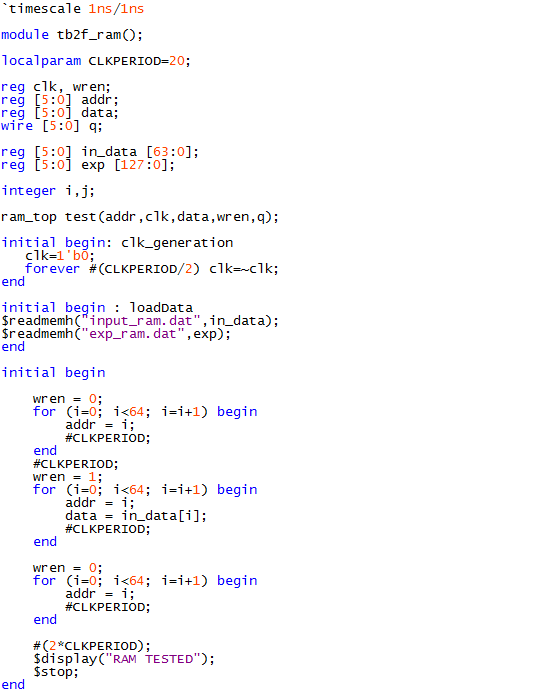 `timescale 1ns/1ns
module tb2f_ram();
localparam CLKPERIOD=20;
reg clk, wren;
reg [5:0] addr;
reg [5:0] data;
wire [5:0] q;
reg [5:0] in_data [63:0];
reg [5:0] exp [127:0];
integer i,j;
ram_top test(addr,clk,data,wren,q);
initial begin: clk_generation
   clk=1'b0;
   forever #(CLKPERIOD/2) clk=~clk;
end
initial begin : loadData
$readmemh("input_ram.dat",in_data);
$readmemh("exp_ram.dat",exp);
end
initial begin
    wren = 0;
    for (i=0; i<64; i=i+1) begin
        addr = i;
        #CLKPERIOD;
    end
    #CLKPERIOD;
    wren = 1;
    for (i=0; i<64; i=i+1) begin
        addr = i;
        data = in_data[i];
        #CLKPERIOD;
    end
    wren = 0;
    for (i=0; i<64; i=i+1) begin
        addr = i;
        #CLKPERIOD;
    end
    #(2*CLKPERIOD);
    $display("RAM TESTED");
    $stop;
end